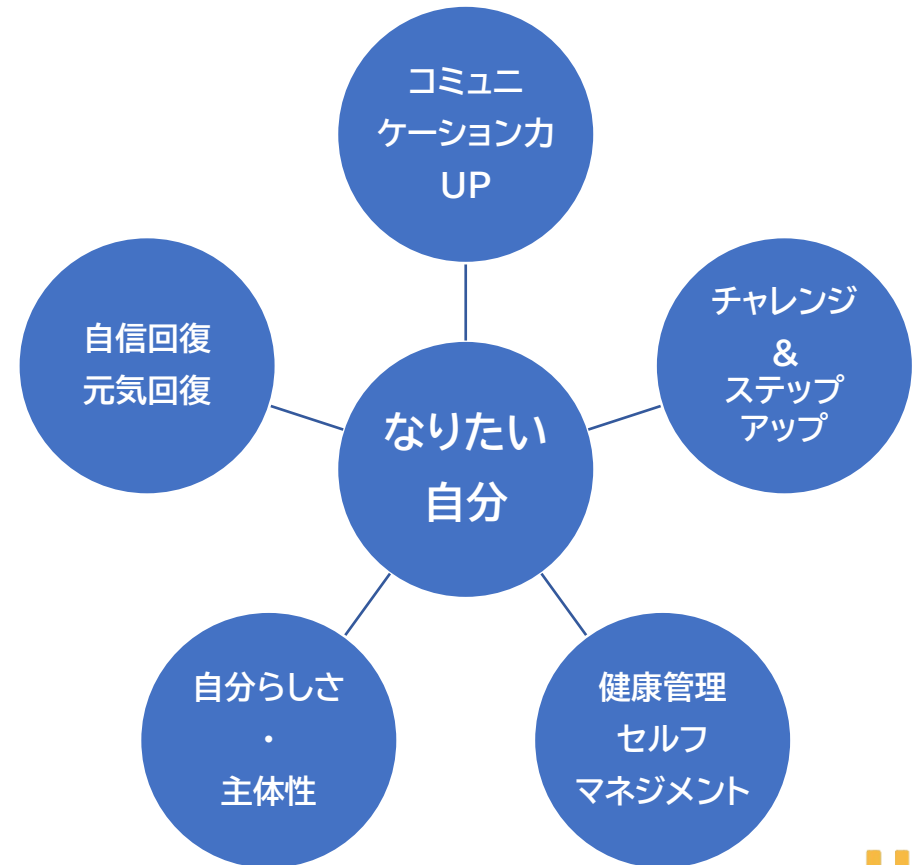 コミュニ
ケーション力
UP
チャレンジ
&
ステップ
アップ
自信回復
元気回復
なりたい
自分
自分らしさ
・
主体性
健康管理
セルフ
マネジメント